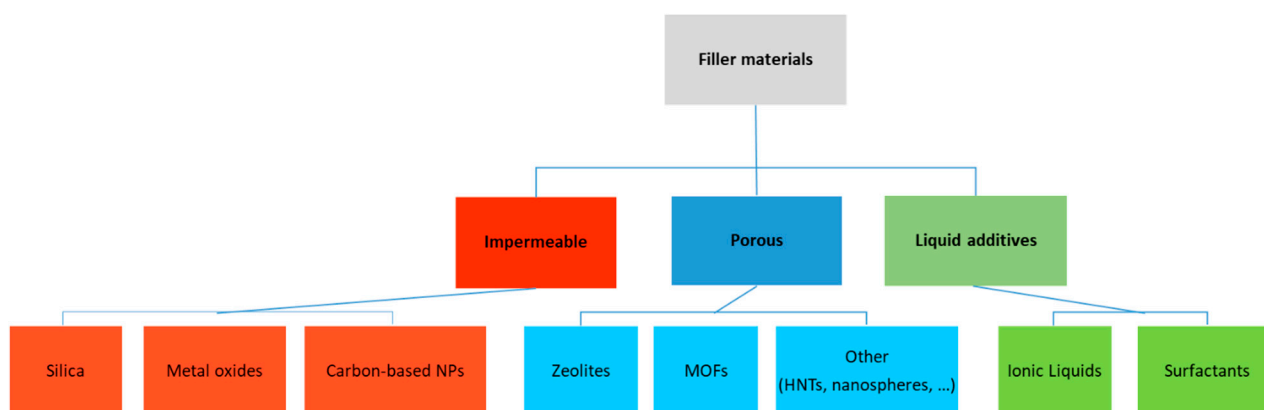 Filler materials
Impermeable
Porous
Liquid additives
Silica
Metal oxides
Carbon-based NPs
Zeolites
MOFs
Other
(HNTs, nanospheres, ...)
Ionic Liquids
Surfactants